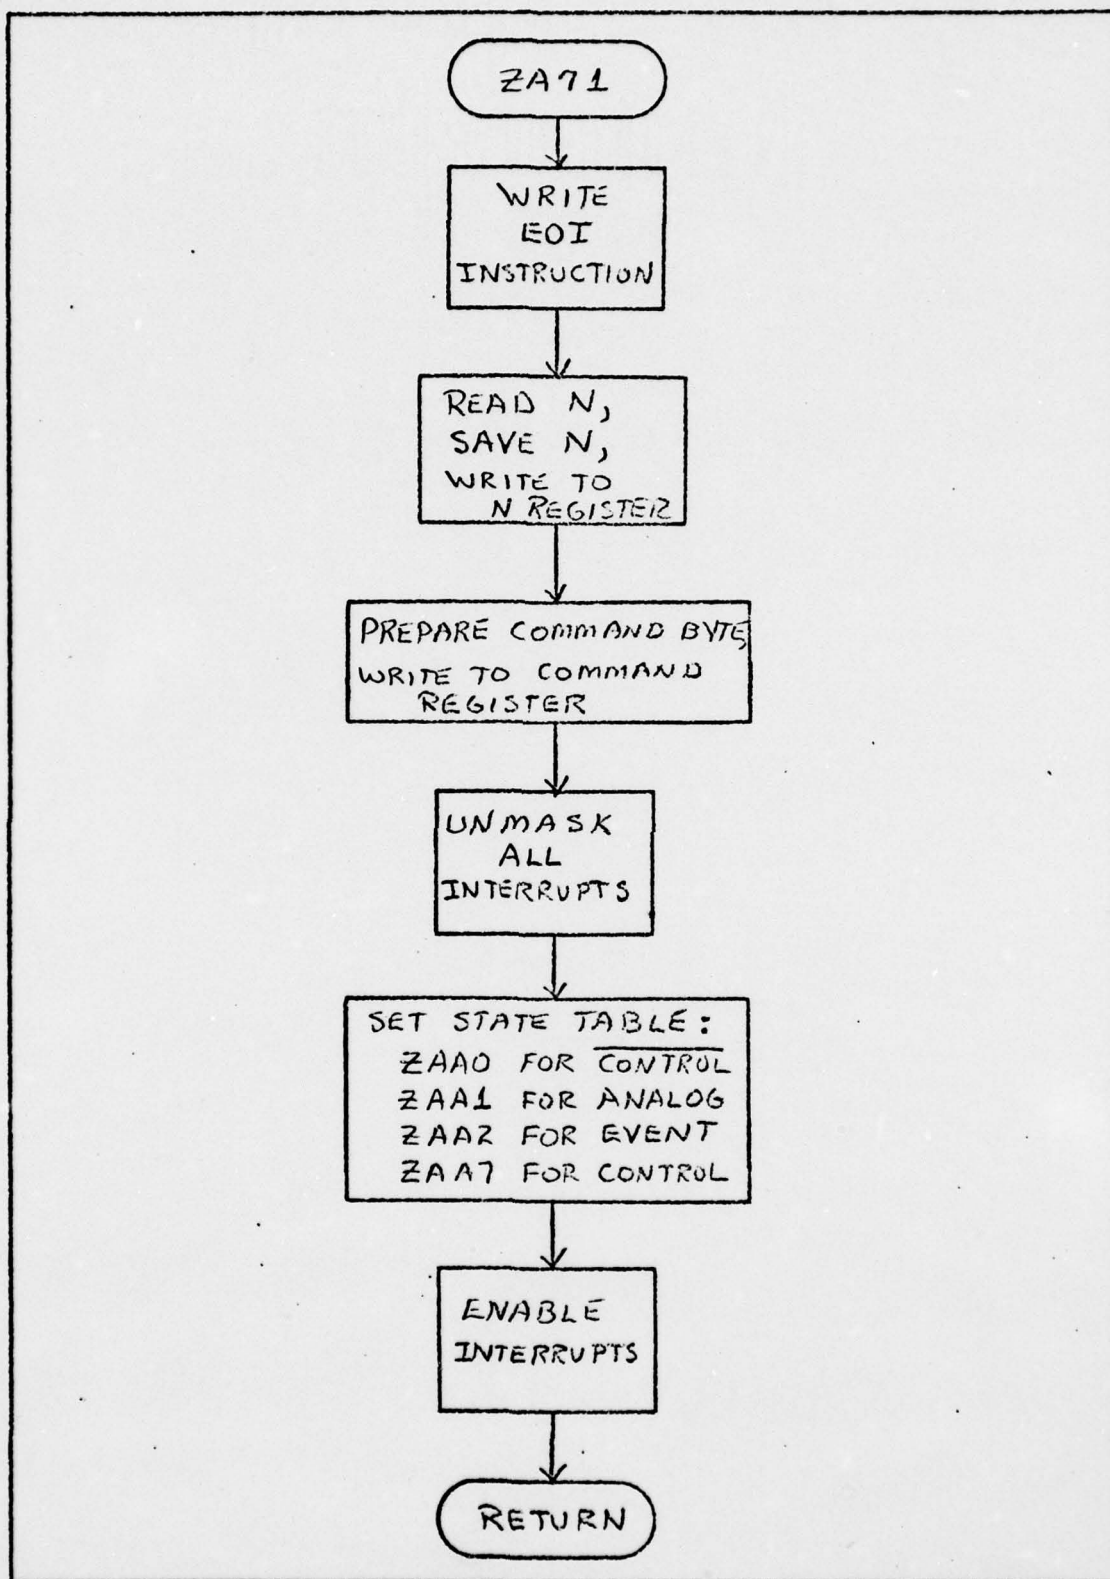 ZA71
WRITE
EOI
INSTRUCTION
READ N,
SAVE N,
WRITE TO
N REGISTER
PREPARE COMMAND BYTE,
WRITE TO COMMAND
REGISTER
UNMASK
ALL
INTERRUPTS
SET STATE TABLE:
ZAA0 FOR CONTROL
ZAA1 FOR ANALOG
ZAA2 FOR EVENT
ZAA7 FOR CONTROL
ENABLE
INTERRUPTS
RETURN